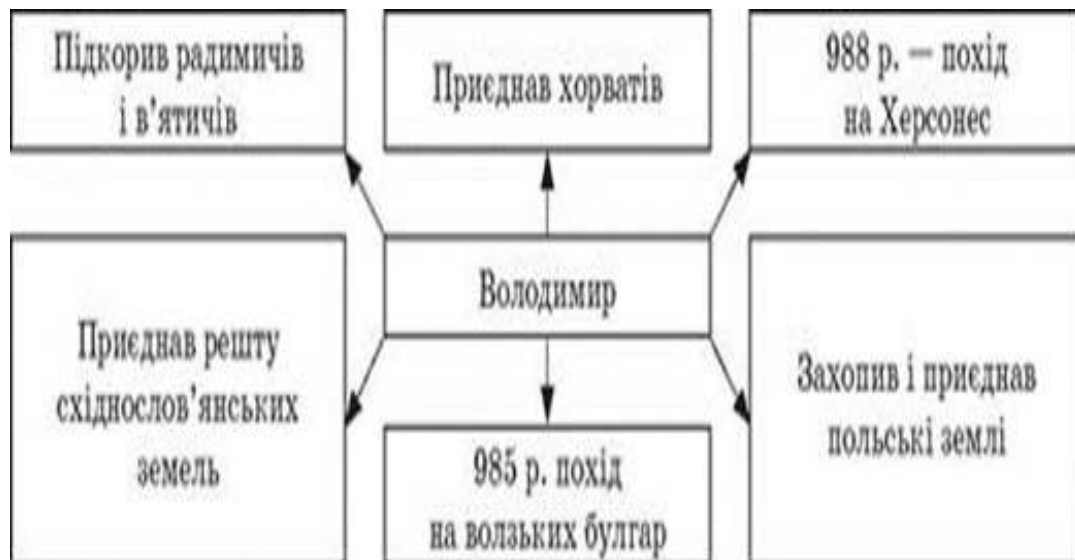 Підкорив радимичів
і в’ятичів
Приєднав хорватів
988 р. — похід
на Херсонес
Володимир
Приєднав решту
східнослов’янських
земель
985 р. похід
на волзьких булгар
Захопив і приєднав
польські землі